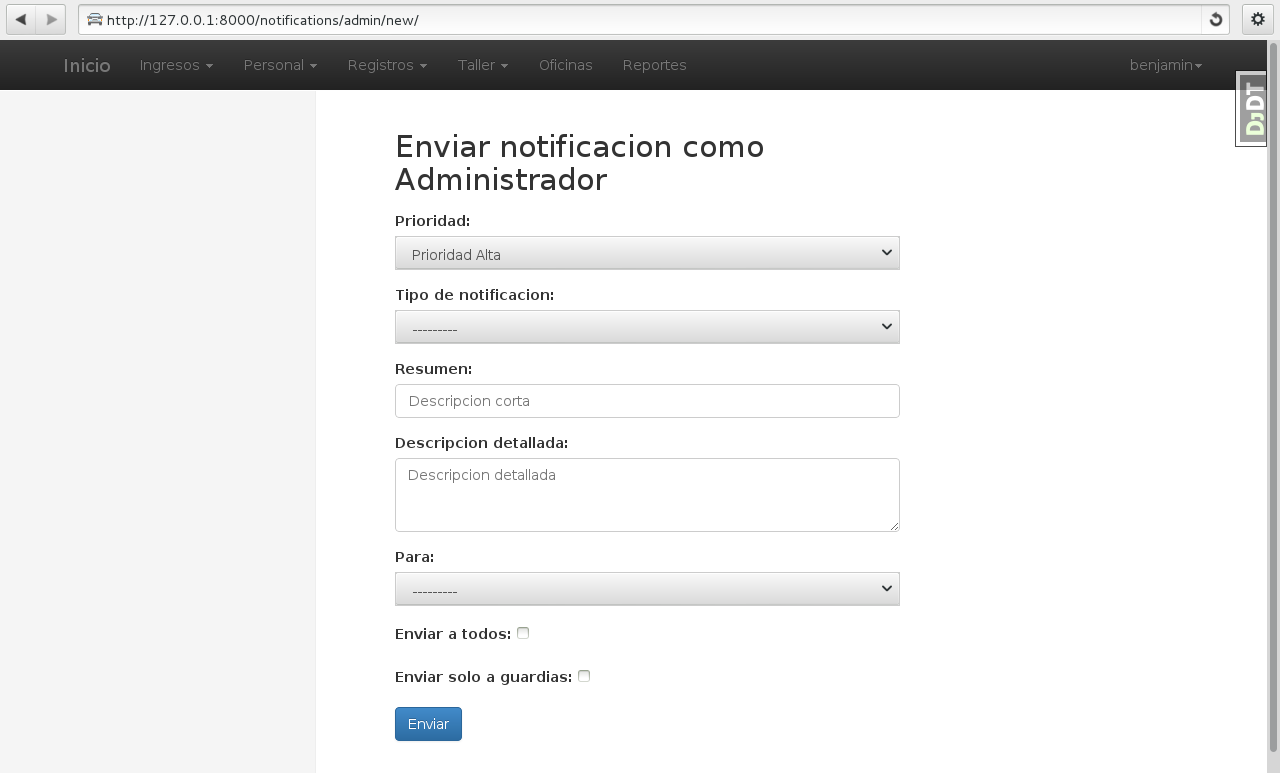 http://127.0.0.1:8000/notifications/admin/new/
Inicio Ingresos Personal Registros Taller Oficinas Reportes benjamin
DJDT
Enviar notificacion como
Administrador
Prioridad:
Prioridad Alta
Tipo de notificacion:
---------
Resumen:
Descripcion corta
Descripcion detallada:
Descripcion detallada
Para:
---------
Enviar a todos:
Enviar solo a guardias:
Enviar